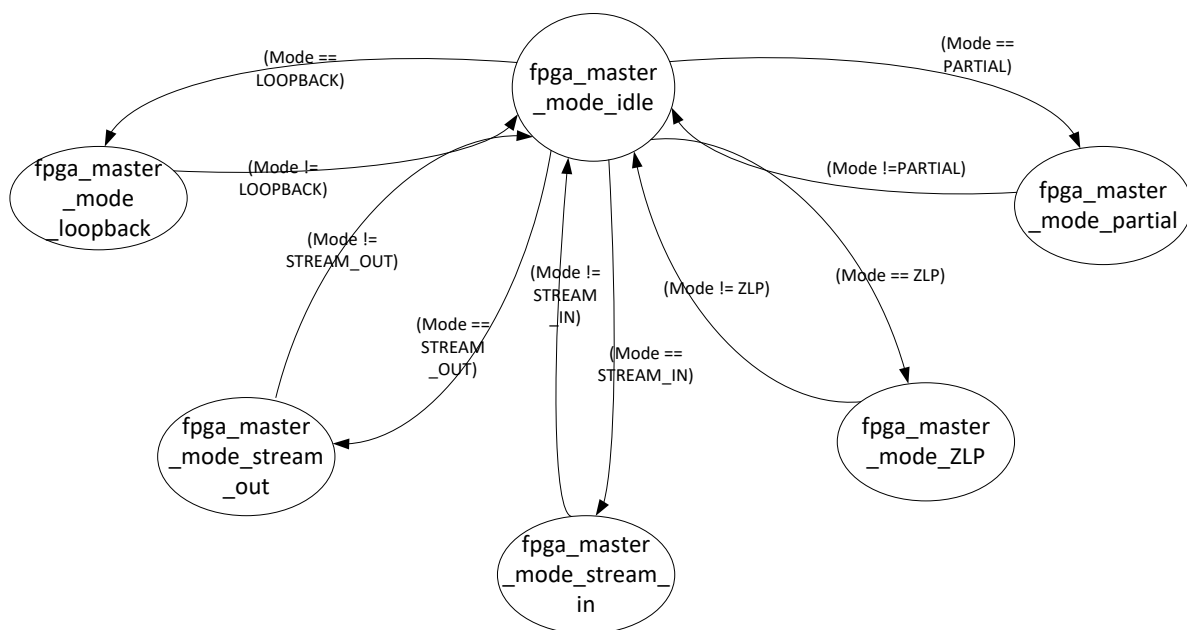 fpga_master
_mode_idle
(Mode ==
LOOPBACK)
(Mode ==
PARTIAL)
fpga_master
_mode
_loopback
(Mode !=
LOOPBACK)
(Mode !=PARTIAL)
fpga_master
_mode_partial
(Mode !=
STREAM_OUT)
(Mode !=
STREAM
_IN)
(Mode != ZLP)
(Mode == ZLP)
(Mode ==
STREAM
_OUT)
(Mode ==
STREAM_IN)
fpga_master
_mode_stream
_out
fpga_master
_mode_ZLP
fpga_master
_mode_stream_
in